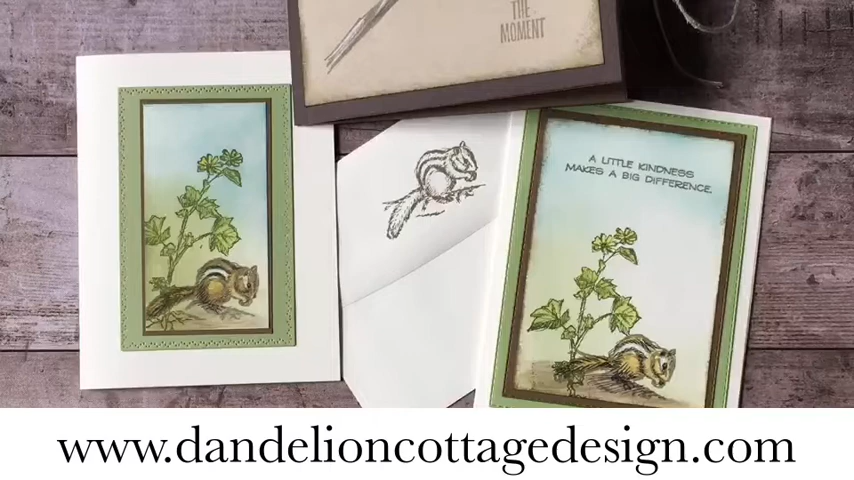 THE
MOMENT
A LITTLE KINDNESS
MAKES A BIG DIFFERENCE.
www.dandelioncottagedesign.com